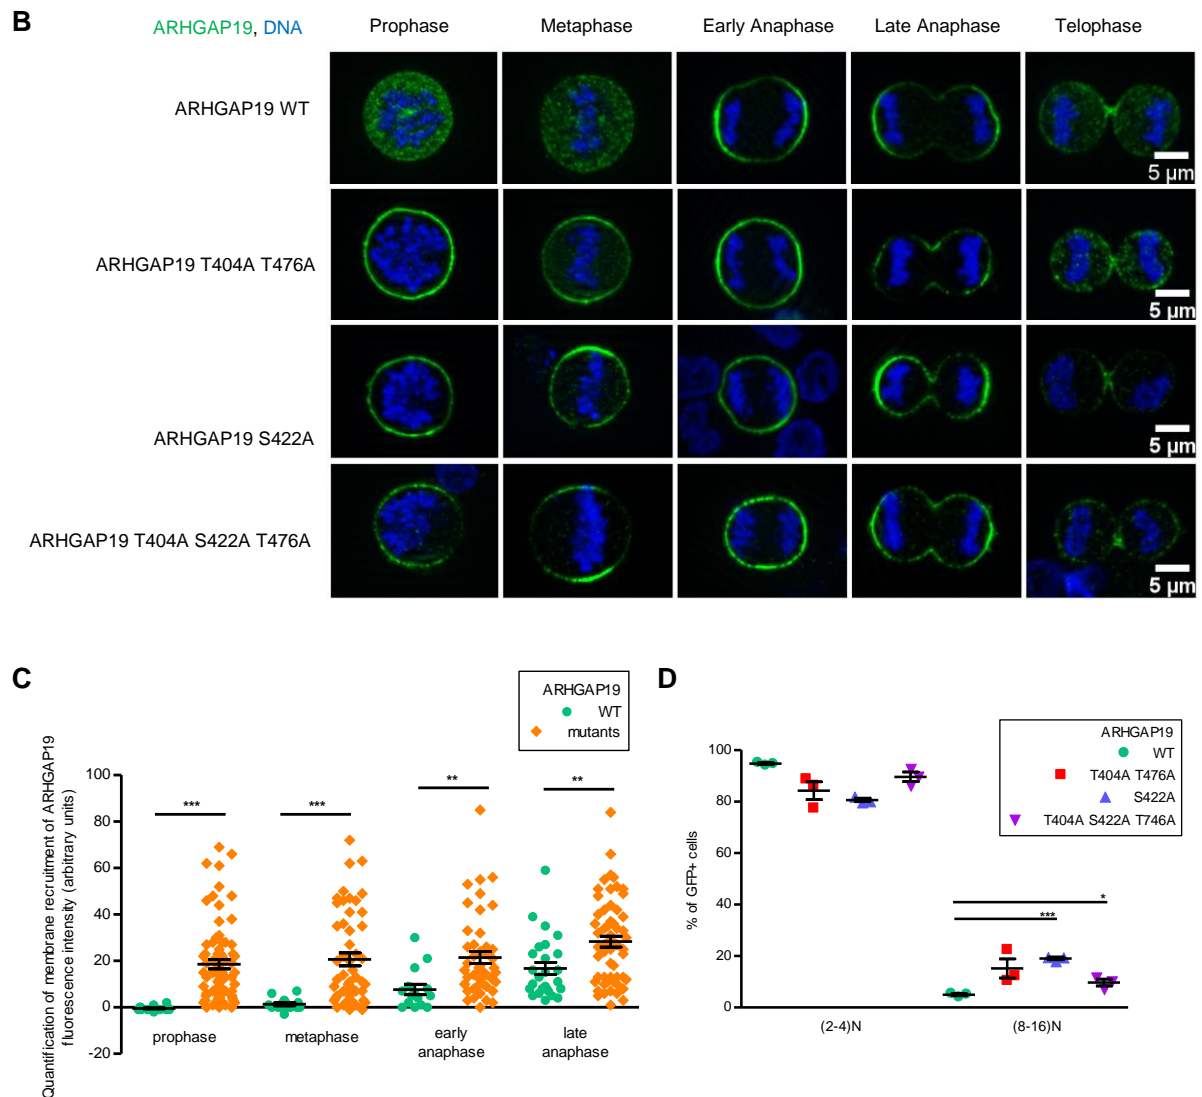 B
ARHGAP19, DNA
Prophase
Metaphase
Early Anaphase
Late Anaphase
Telophase
ARHGAP19 WT
5 µm
ARHGAP19 T404A T476A
5 µm
ARHGAP19 S422A
5 µm
ARHGAP19 T404A S422A T476A
5 µm
C
ARHGAP19
WT
mutants
Quantification of membrane recruitment of ARHGAP19
fluorescence intensity (arbitrary units)
100
80
60
40
20
0
-20
***
***
**
**
prophase
metaphase
early
anaphase
late
anaphase
D
ARHGAP19
WT
T404A T476A
S422A
T404A S422A T746A
% of GFP+ cells
100
80
60
40
20
0
*
***
(2-4)N
(8-16)N